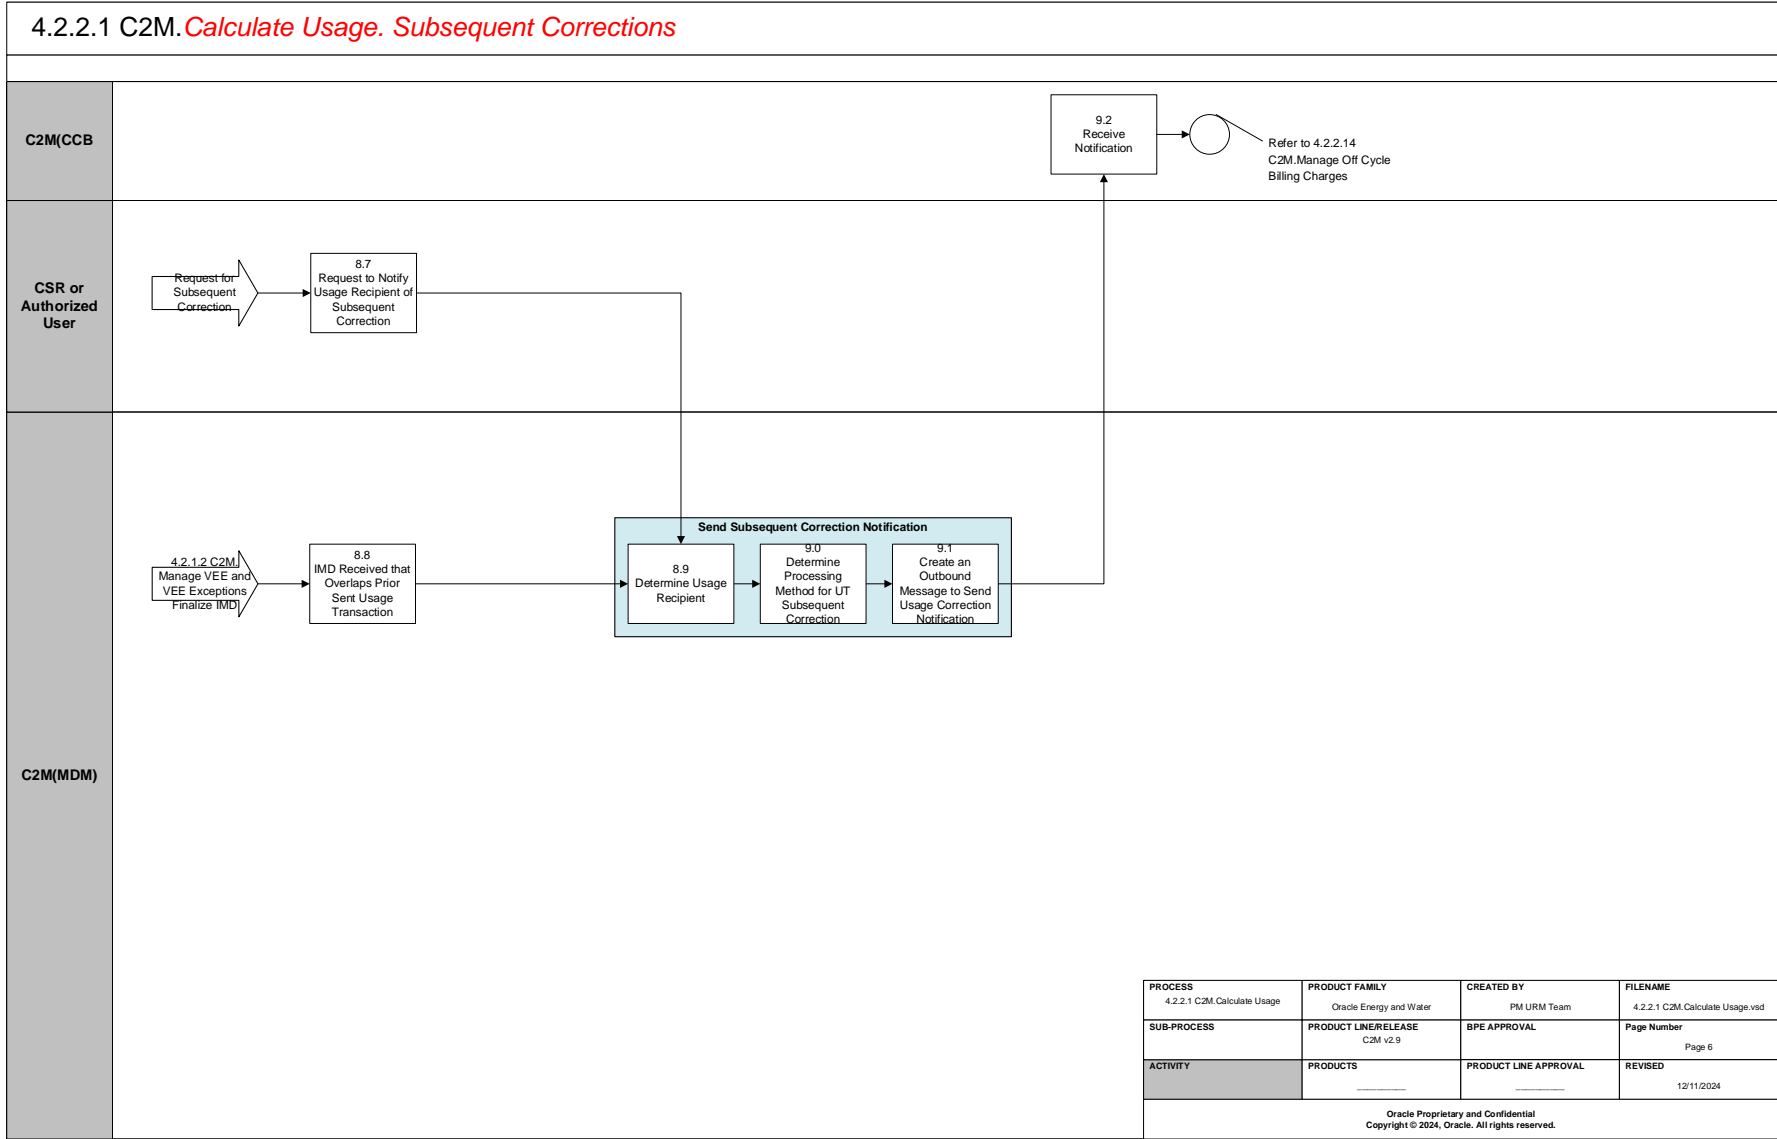 4.2.2.1 C2M.Calculate Usage. Subsequent Corrections
C2M(CCB
9.2
Receive
Notification
Refer to 4.2.2.14
C2M.Manage Off Cycle
Billing Charges
CSR or
Authorized
User
Request for
Subsequent
Correction
8.7
Request to Notify
Usage Recipient of
Subsequent
Correction
C2M(MDM)
4.2.1.2 C2M.
Manage VEE and
VEE Exceptions
Finalize IMD
8.8
IMD Received that
Overlaps Prior
Sent Usage
Transaction
Send Subsequent Correction Notification
8.9
Determine Usage
Recipient
9.0
Determine
Processing
Method for UT
Subsequent
Correction
9.1
Create an
Outbound
Message to Send
Usage Correction
Notification
PROCESS
4.2.2.1 C2M.Calculate Usage
PRODUCT FAMILY
Oracle Energy and Water
CREATED BY
PM URM Team
FILENAME
4.2.2.1 C2M.Calculate Usage.vsd
SUB-PROCESS
PRODUCT LINE/RELEASE
C2M v2.9
BPE APPROVAL
Page Number
Page 6
ACTIVITY
PRODUCTS
PRODUCT LINE APPROVAL
REVISED
12/11/2024
Oracle Proprietary and Confidential
Copyright © 2024, Oracle. All rights reserved.